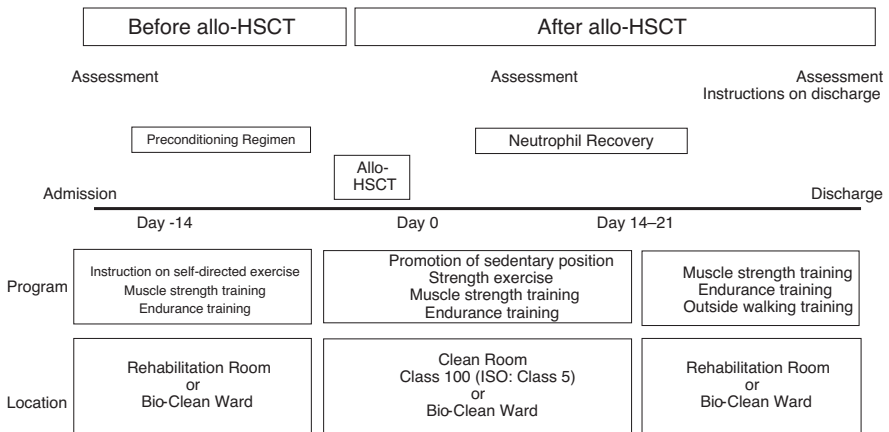 Before allo-HSCT
After allo-HSCT
Assessment
Assessment
Assessment
Instructions on discharge
Preconditioning Regimen
Neutrophil Recovery
Allo-
HSCT
Admission
Discharge
Day -14
Day 0
Day 14–21
Program
Instruction on self-directed exercise
Muscle strength training
Endurance training
Promotion of sedentary position
Strength exercise
Muscle strength training
Endurance training
Muscle strength training
Endurance training
Outside walking training
Location
Rehabilitation Room
or
Bio-Clean Ward
Clean Room
Class 100 (ISO: Class 5)
or
Bio-Clean Ward
Rehabilitation Room
or
Bio-Clean Ward